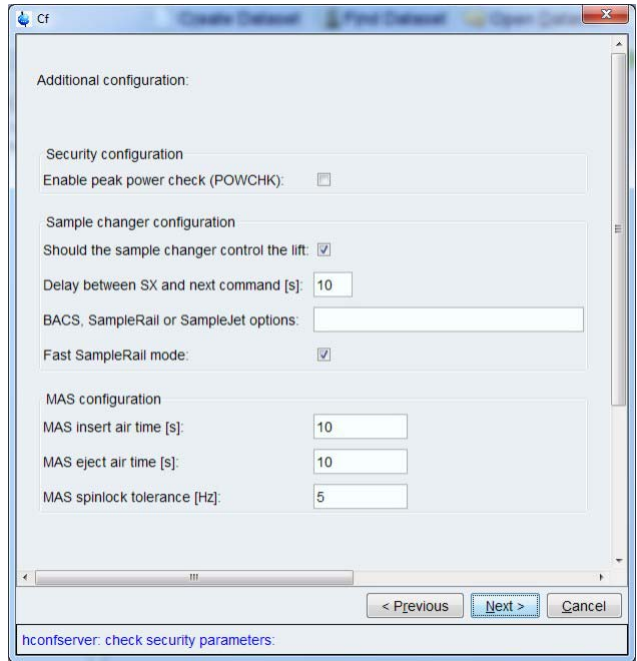 Cf
Create Dataset Find Dataset Open Data
Additional configuration:
Security configuration
Enable peak power check (POWCHK):
Sample changer configuration
Should the sample changer control the lift:
Delay between SX and next command [s]: 10
BACS, SampleRail or SampleJet options:
Fast SampleRail mode:
MAS configuration
MAS insert air time [s]: 10
MAS eject air time [s]: 10
MAS spinlock tolerance [Hz]: 5
< Previous Next > Cancel
hconfserver: check security parameters: